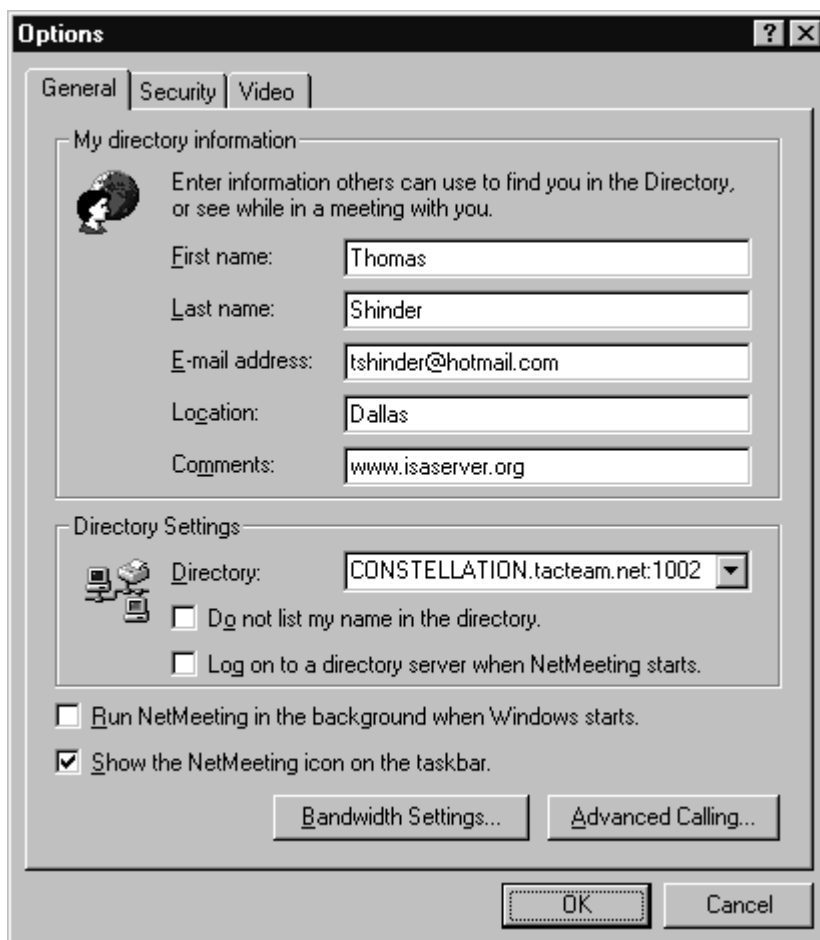 Options
General Security Video
My directory information
Enter information others can use to find you in the Directory,
or see while in a meeting with you.
First name: Thomas
Last name: Shinder
E-mail address: tshinder@hotmail.com
Location: Dallas
Comments: www.isaserver.org
Directory Settings
Directory: CONSTELLATION.tacteam.net:1002
Do not list my name in the directory.
Log on to a directory server when NetMeeting starts.
Run NetMeeting in the background when Windows starts.
Show the NetMeeting icon on the taskbar.
Bandwidth Settings... Advanced Calling...
OK Cancel